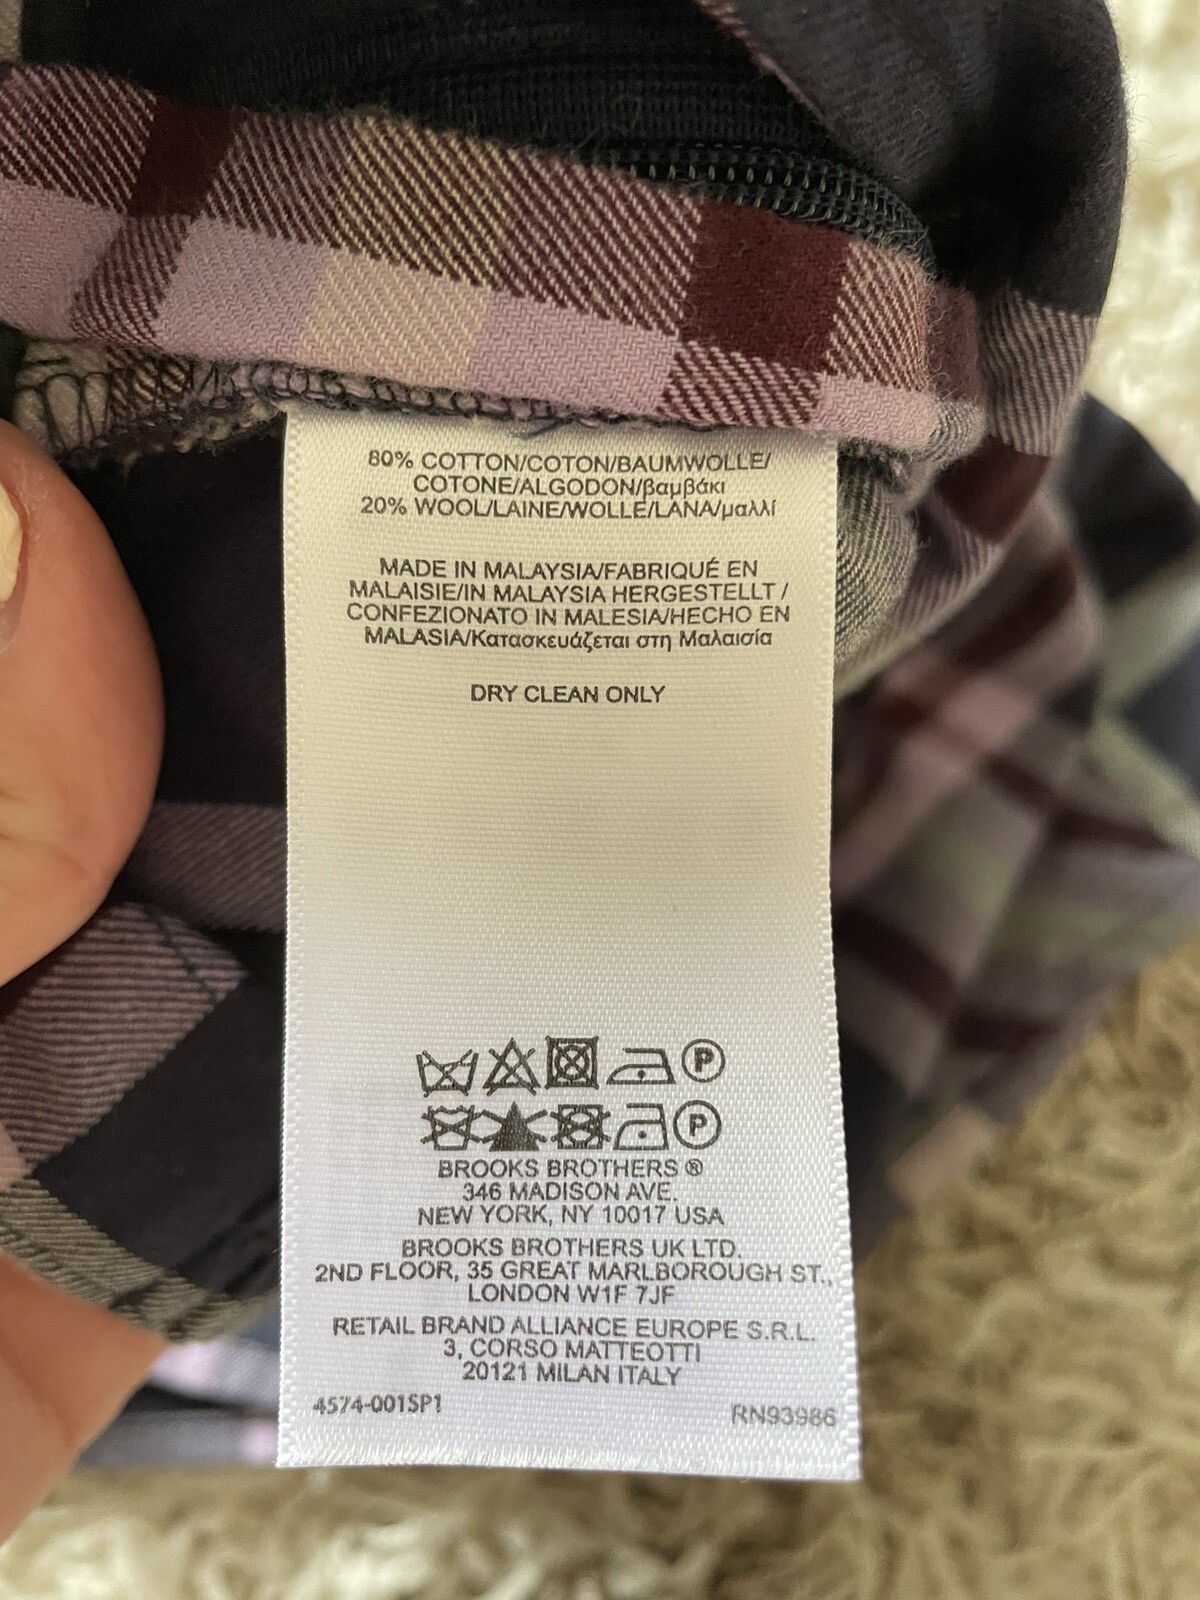 80% COTTON/COTON/BAUMWOLLE/
COTONE/ALGODON/βαμβάκι
20% WOOL/LAINE/WOLLE/LANA/μαλλί
MADE IN MALAYSIA/FABRIQUÉ EN
MALAISIE/IN MALAYSIA HERGESTELLT /
CONFEZIONATO IN MALESIA/HECHO EN
MALASIA/Κατασκευάζεται στη Μαλαισία
DRY CLEAN ONLY
P
P
BROOKS BROTHERS ®
346 MADISON AVE.
NEW YORK, NY 10017 USA
BROOKS BROTHERS UK LTD.
2ND FLOOR, 35 GREAT MARLBOROUGH ST.,
LONDON W1F 7JF
RETAIL BRAND ALLIANCE EUROPE S.R.L.
3, CORSO MATTEOTTI
20121 MILAN ITALY
4574-001SP1
RN93986